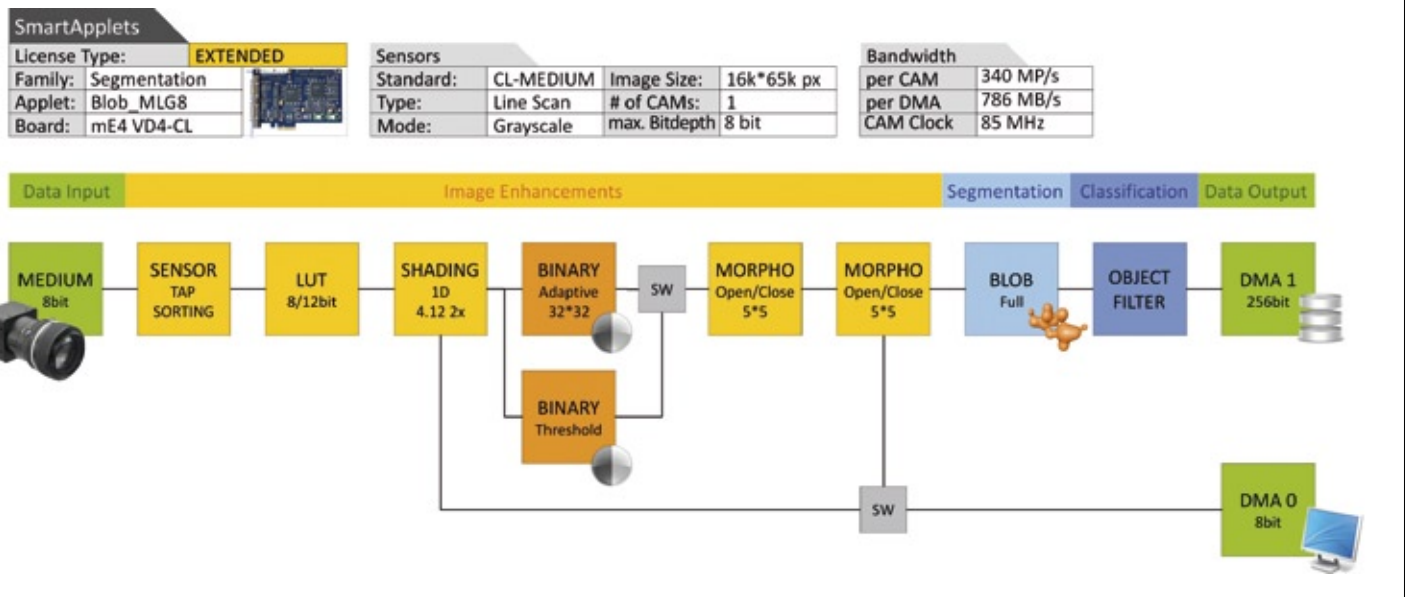 SmartApplets
License Type: EXTENDED
Family: Segmentation
Applet: Blob_MLG8
Board: mE4 VD4-CL
Sensors
Standard: CL-MEDIUM Image Size: 16k*65k px
Type: Line Scan # of CAMs: 1
Mode: Grayscale max. Bitdepth 8 bit
Bandwidth
per CAM 340 MP/s
per DMA 786 MB/s
CAM Clock 85 MHz
Data Input Image Enhancements Segmentation Classification Data Output
MEDIUM
8bit
SENSOR
TAP
SORTING
LUT
8/12bit
SHADING
1D
4.12 2x
BINARY
Adaptive
32*32
SW
MORPHO
Open/Close
5*5
MORPHO
Open/Close
5*5
BLOB
Full
OBJECT
FILTER
DMA 1
256bit
BINARY
Threshold
SW
DMA 0
8bit